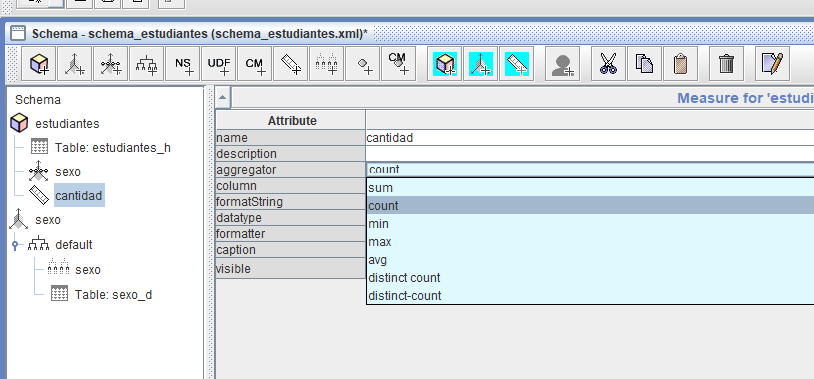 Schema - schema_estudiantes (schema_estudiantes.xml)*
NS UDF CM CM
Schema
estudiantes
Table: estudiantes_h
sexo
cantidad
sexo
default
sexo
Table: sexo_d
Measure for 'estudi
Attribute
name cantidad
description
aggregator count
column
formatString
datatype
formatter
caption
visible
sum
count
min
max
avg
distinct count
distinct-count